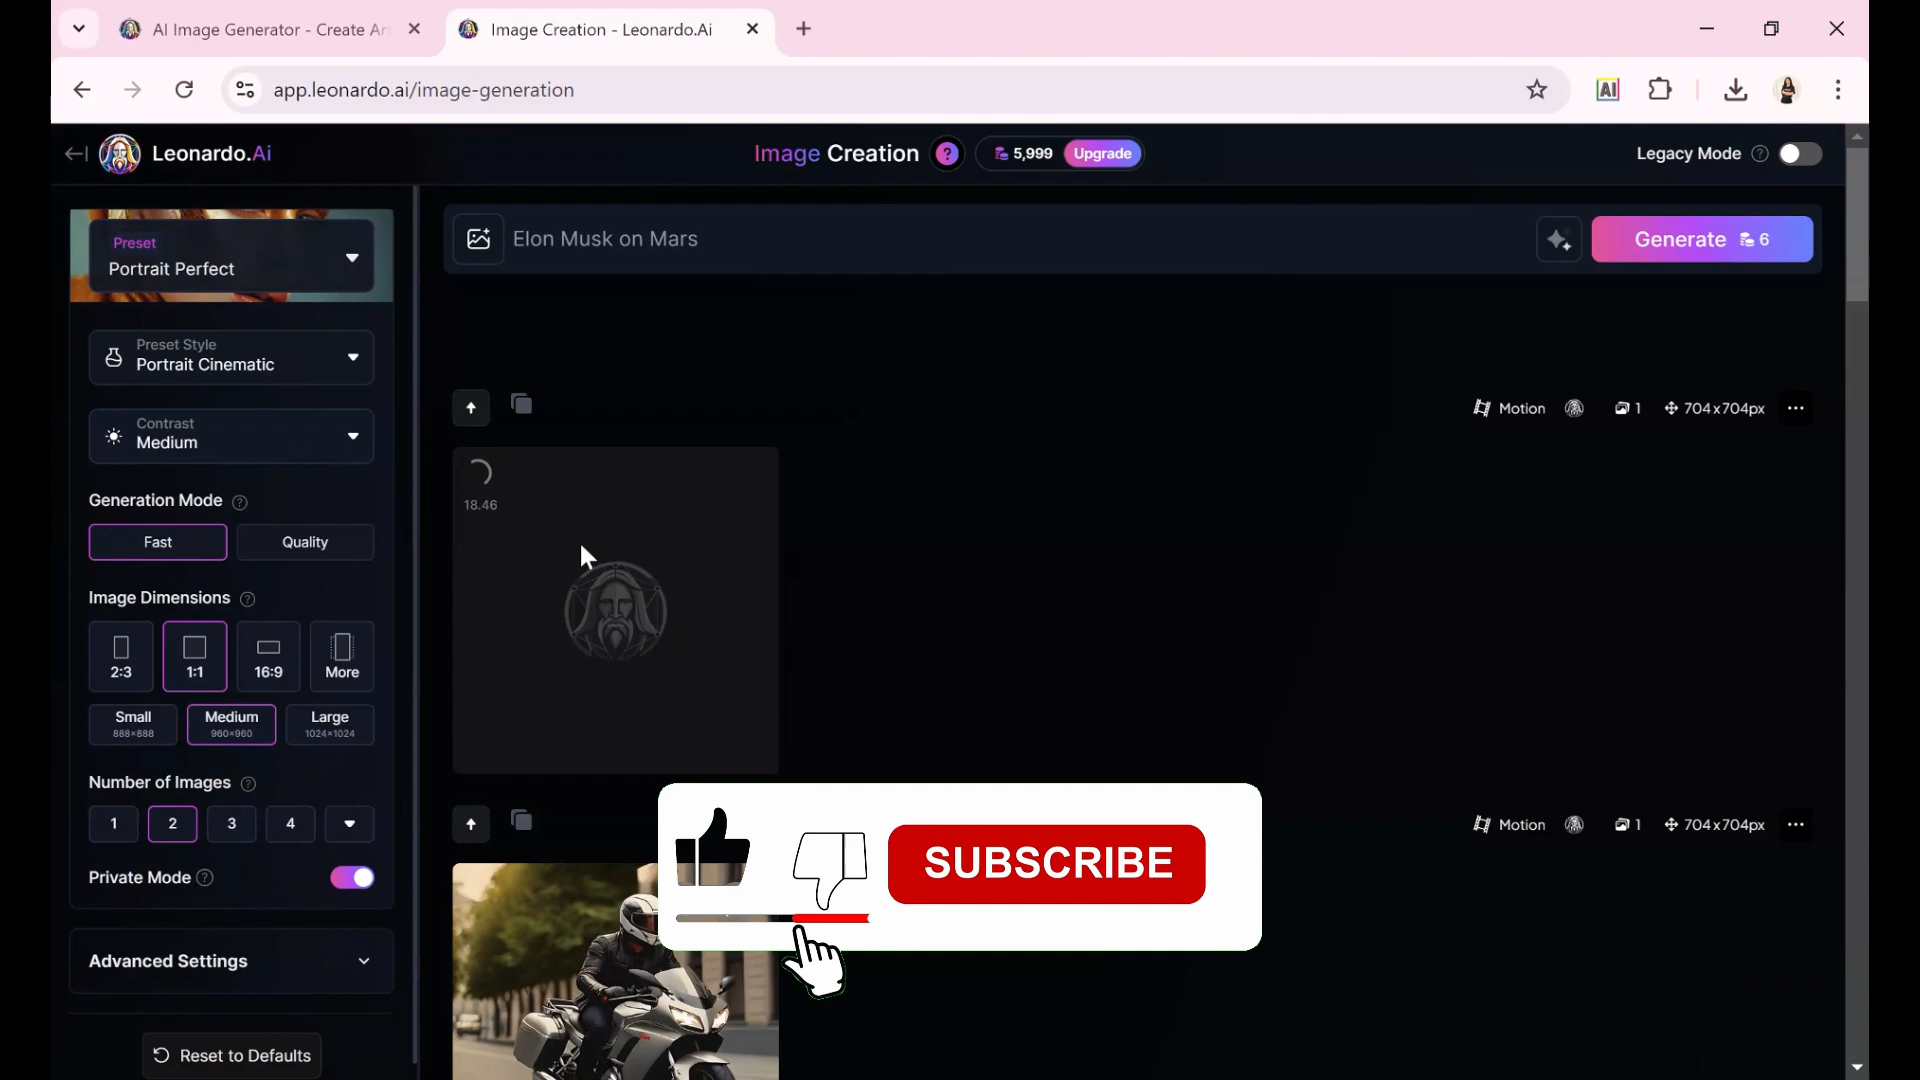 AI Image Generator - Create Ar
Image Creation - Leonardo.Ai
app.leonardo.ai/image-generation
AI
Leonardo.Ai
Image Creation ? 5,999 Upgrade
Legacy Mode ?
Preset
Portrait Perfect
Elon Musk on Mars
Generate 6
Preset Style
Portrait Cinematic
Contrast
Medium
Motion 1 704x704px
18.46
Generation Mode ?
Fast Quality
Image Dimensions ?
2:3 1:1 16:9 More
Small Medium Large
888×888 960×960 1024×1024
Number of Images ?
1 2 3 4
Motion 1 704x704px
Private Mode ?
SUBSCRIBE
Advanced Settings
Reset to Defaults